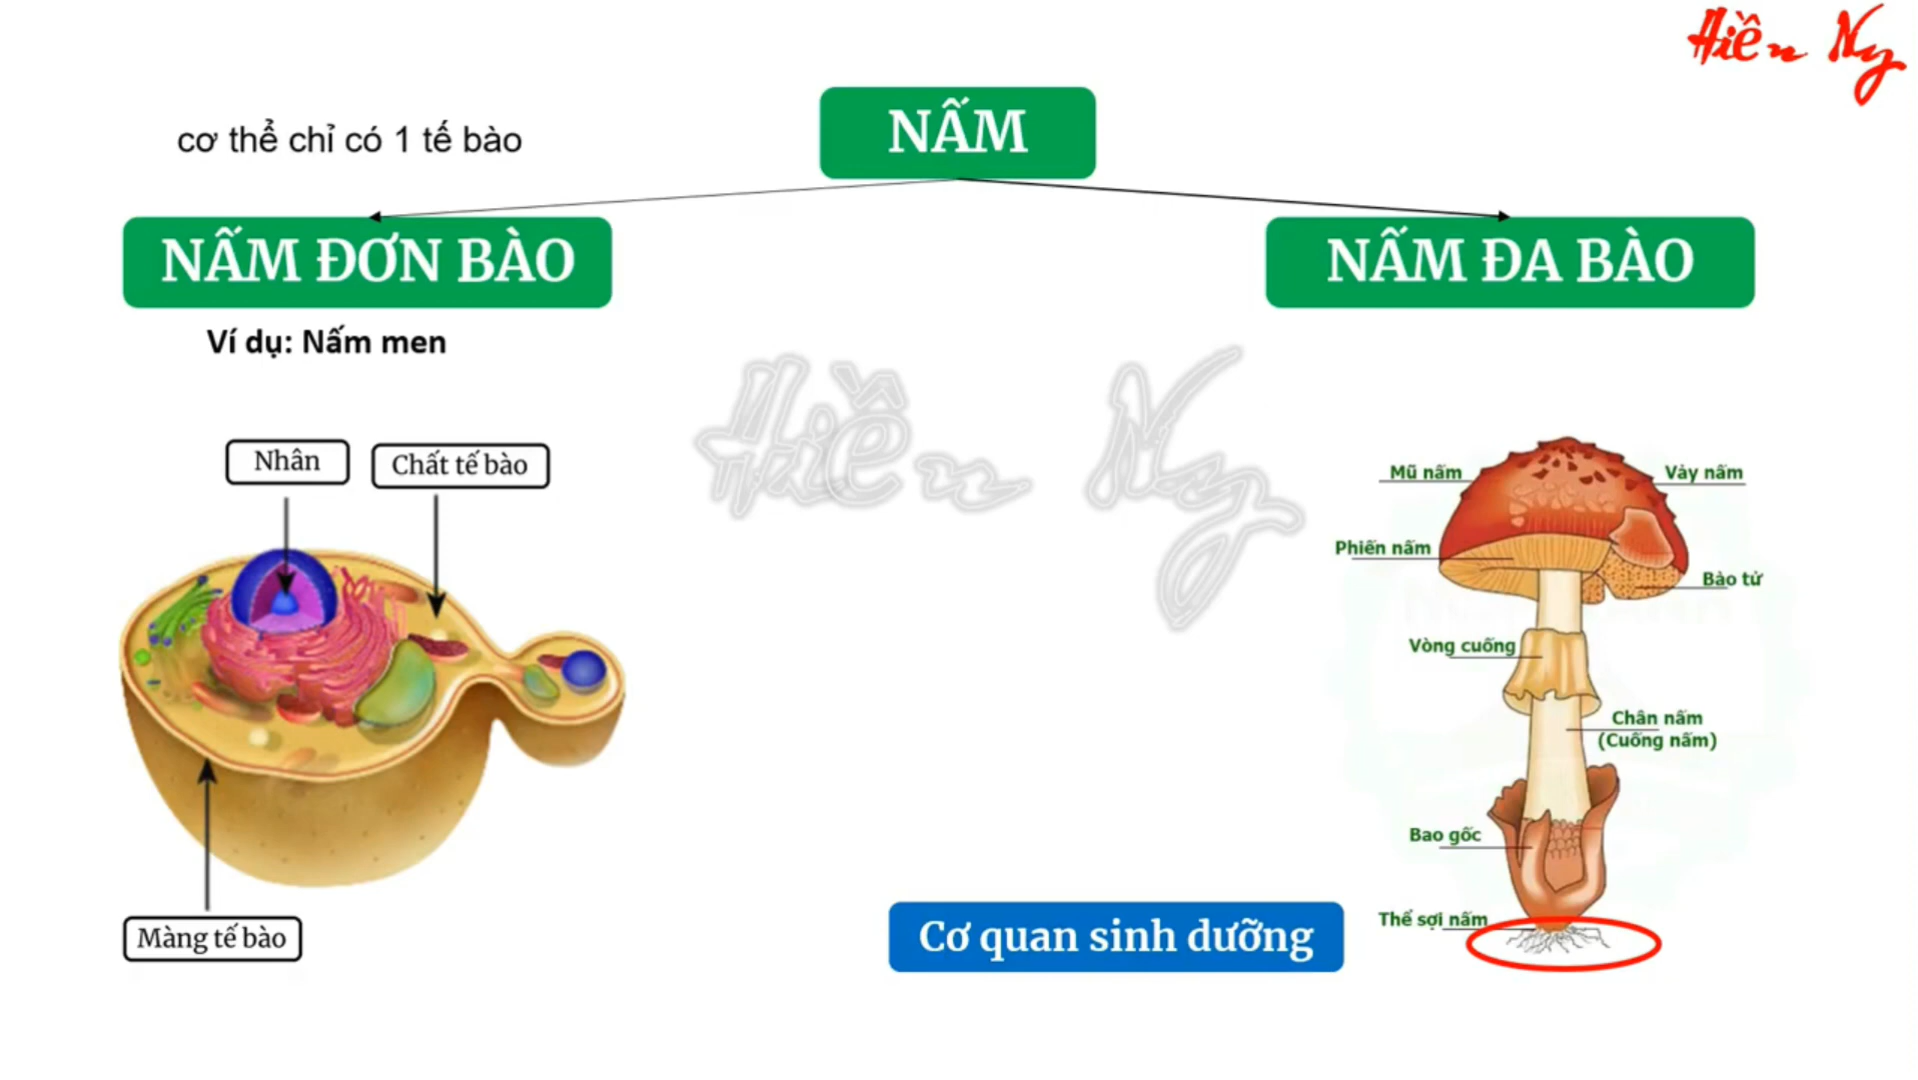 Hiền Ny
NẤM
cơ thể chỉ có 1 tế bào
NẤM ĐƠN BÀO
NẤM ĐA BÀO
Ví dụ: Nấm men
Hiền Ny
Nhân
Chất tế bào
Màng tế bào
Mũ nấm
Vảy nấm
Phiến nấm
Bào tử
Vòng cuống
Chân nấm
(Cuống nấm)
Bao gốc
Thể sợi nấm
Cơ quan sinh dưỡng